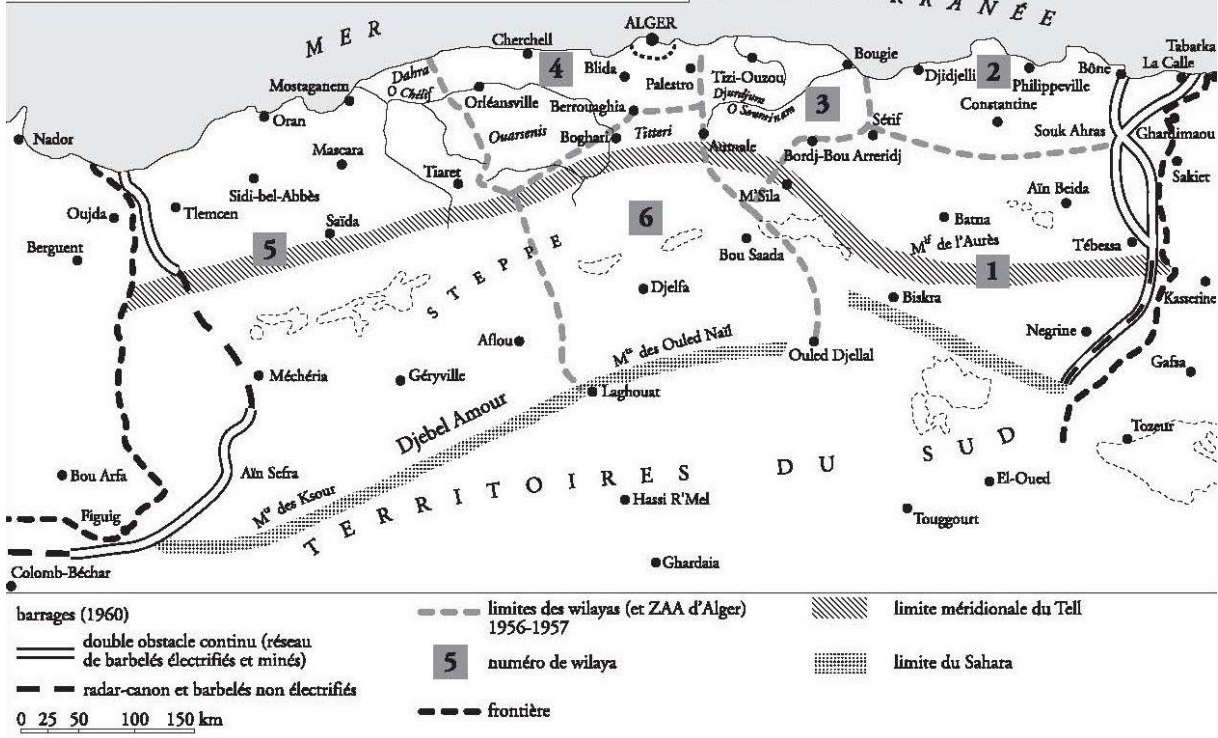 MER
RRANÉE
ALGER
Cherchell
4
Blida
Palestro
Tizi-Ouzou
Bougie
Djidjelli
2
Philippeville
Bône
Tabarka
La Calle
Dahra
O Chélif
Mostaganem
Orléansville
Berrouaghia
Djurdjura
3
Constantine
Oran
Ouarsenis
Boghari
Titteri
Sétif
Souk Ahras
Ghardimaou
Nador
Mascara
Aumale
Bordj-Bou Arreridj
Sakiet
Tiaret
Sidi-bel-Abbès
M'Sila
Aïn Beida
Oujda
Tlemcen
Saïda
6
Batna
Berguent
5
STEPPE
Bou Saada
Mif de l'Aurès
Tébessa
1
Djelfa
Biskra
Kasserine
Negrine
Aflou
Mts des Ouled Naïl
Ouled Djellal
Gafsa
Méchéria
Géryville
Laghouat
Djebel Amour
Tozeur
Bou Arfa
Aïn Sefra
TERRITOIRES DU SUD
El-Oued
Mts des Ksour
Hassi R'Mel
Touggourt
Figuig
Ghardaia
Colomb-Béchar
barrages (1960)
double obstacle continu (réseau
de barbelés électrifiés et minés)
radar-canon et barbelés non électrifiés
0 25 50 100 150 km
limites des wilayas (et ZAA d'Alger)
1956-1957
5 numéro de wilaya
frontière
limite méridionale du Tell
limite du Sahara